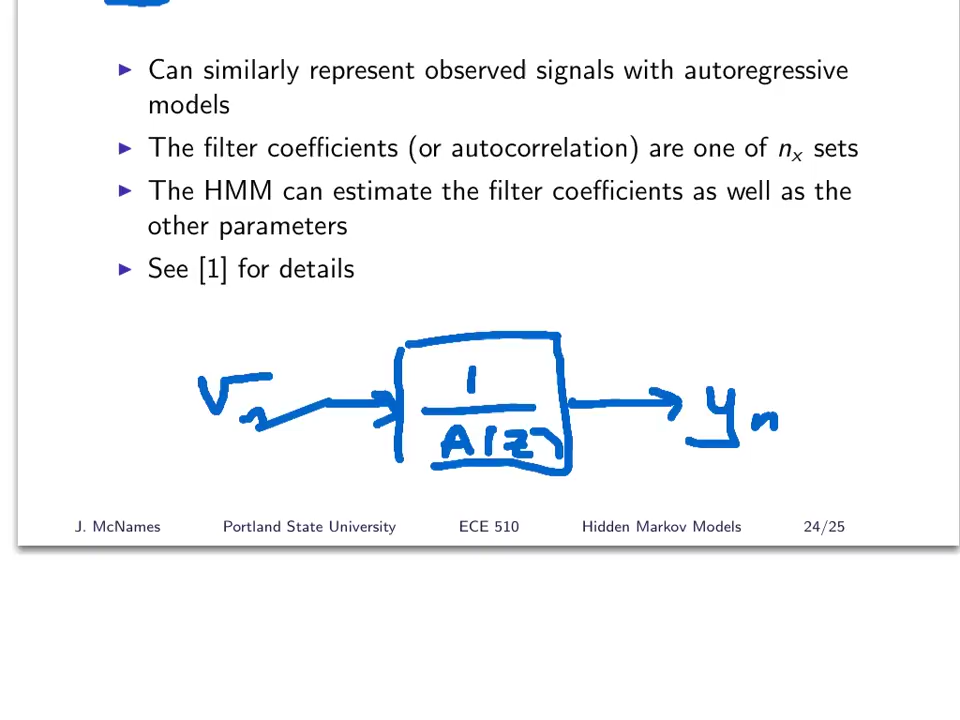 Can similarly represent observed signals with autoregressive
models
The filter coefficients (or autocorrelation) are one of nₓ sets
The HMM can estimate the filter coefficients as well as the
other parameters
See [1] for details
vₙ
1
A(z)
yₙ
J. McNames Portland State University ECE 510 Hidden Markov Models 24/25